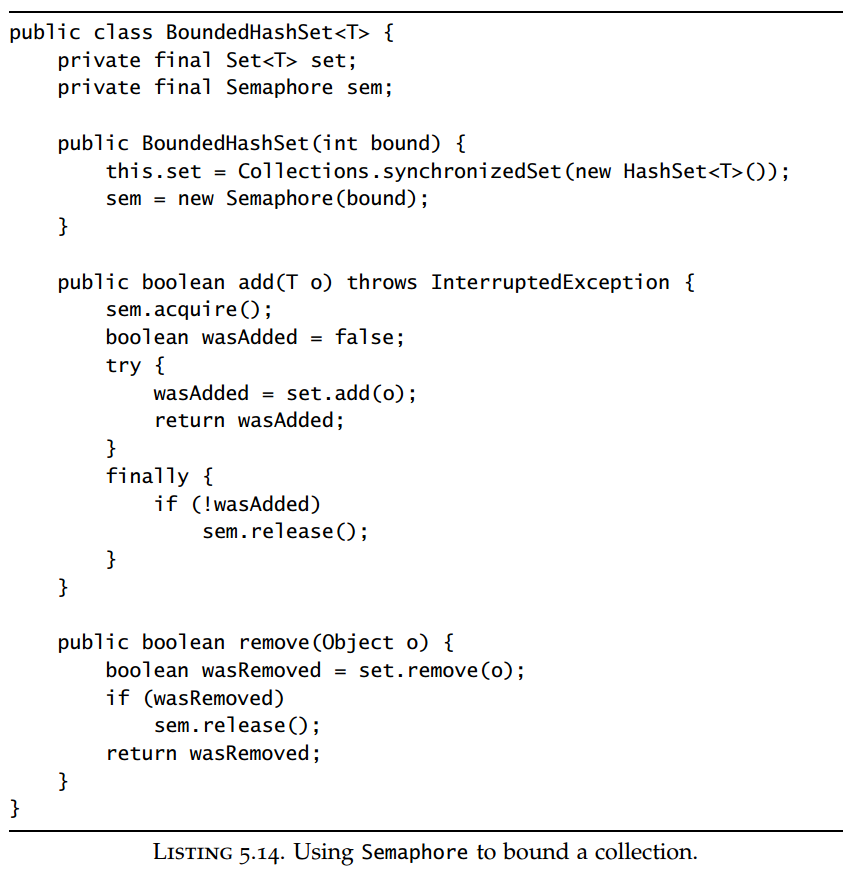 public class BoundedHashSet<T> {
    private final Set<T> set;
    private final Semaphore sem;

    public BoundedHashSet(int bound) {
        this.set = Collections.synchronizedSet(new HashSet<T>());
        sem = new Semaphore(bound);
    }

    public boolean add(T o) throws InterruptedException {
        sem.acquire();
        boolean wasAdded = false;
        try {
            wasAdded = set.add(o);
            return wasAdded;
        }
        finally {
            if (!wasAdded)
                sem.release();
        }
    }

    public boolean remove(Object o) {
        boolean wasRemoved = set.remove(o);
        if (wasRemoved)
            sem.release();
        return wasRemoved;
    }
}
LISTING 5.14. Using Semaphore to bound a collection.